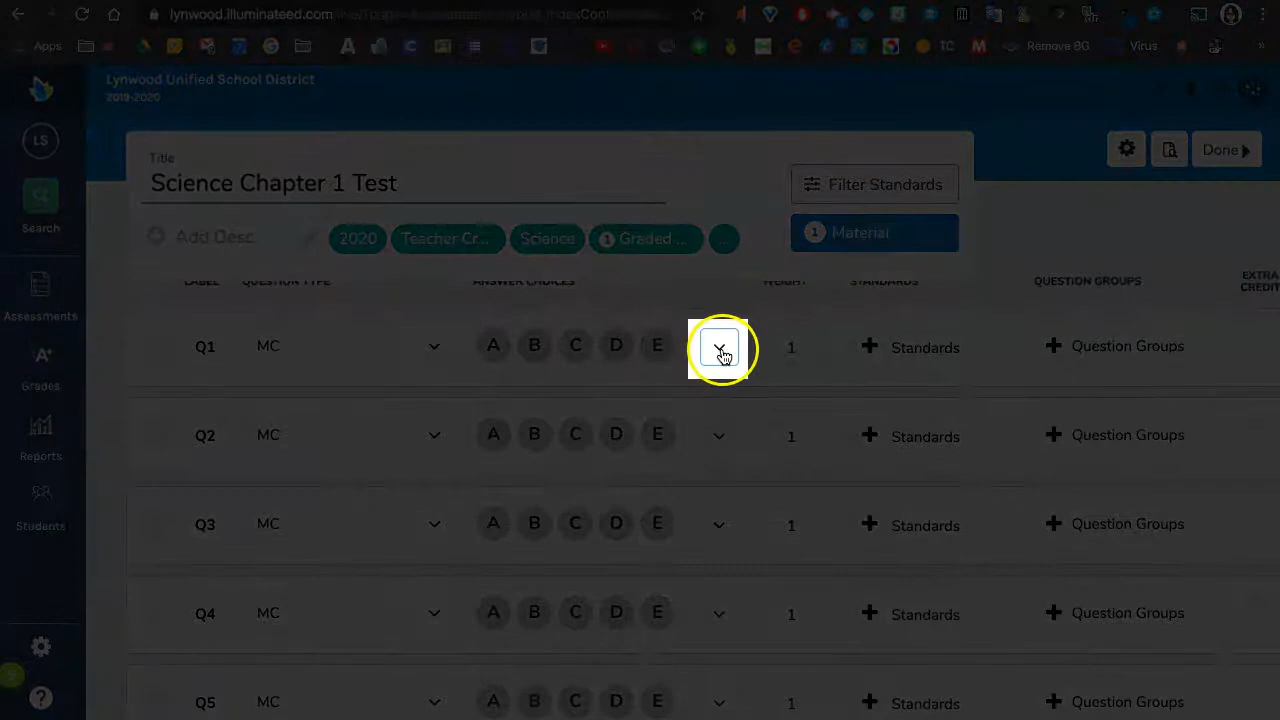 lynwood.illuminateed.com
Apps
TC
Remove BG
Virus
Lynwood Unified School District
2019-2020
LS
Title
Done
Science Chapter 1 Test
Filter Standards
Search
Add Desc
2020
Teacher Cr...
Science
1 Graded ...
...
1 Material
LABEL
QUESTION TYPE
ANSWER CHOICES
WEIGHT
STANDARDS
QUESTION GROUPS
EXTRA
CREDIT
Assessments
Q1 MC A B C D E 1 Standards Question Groups
Grades
Q2 MC A B C D E 1 Standards Question Groups
Reports
Q3 MC A B C D E 1 Standards Question Groups
Students
Q4 MC A B C D E 1 Standards Question Groups
Q5 MC A B C D E 1 Standards Question Groups